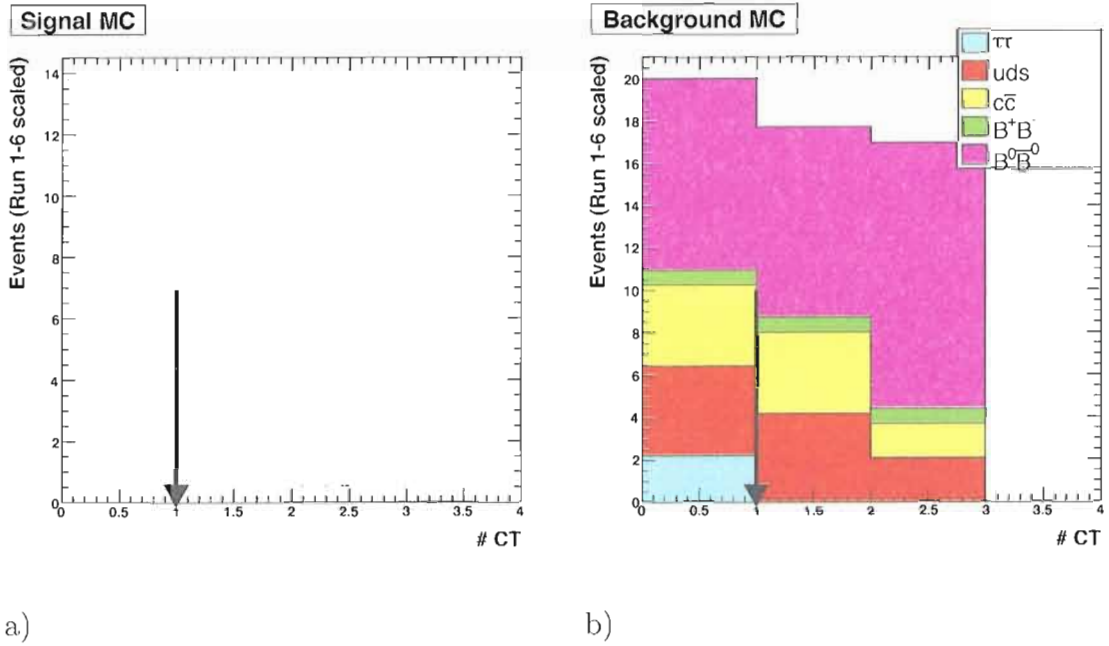 Signal MC
Events (Run 1-6 scaled)
14
12
10
8
6
4
2
0
0 0.5 1 1.5 2 2.5 3 3.5 4
# CT
a)
Background MC
ττ
uds
cc̅
B⁺B⁻
B⁰B̅⁰
Events (Run 1-6 scaled)
20
18
16
14
12
10
8
6
4
2
0
0 0.5 1 1.5 2 2.5 3 3.5 4
# CT
b)